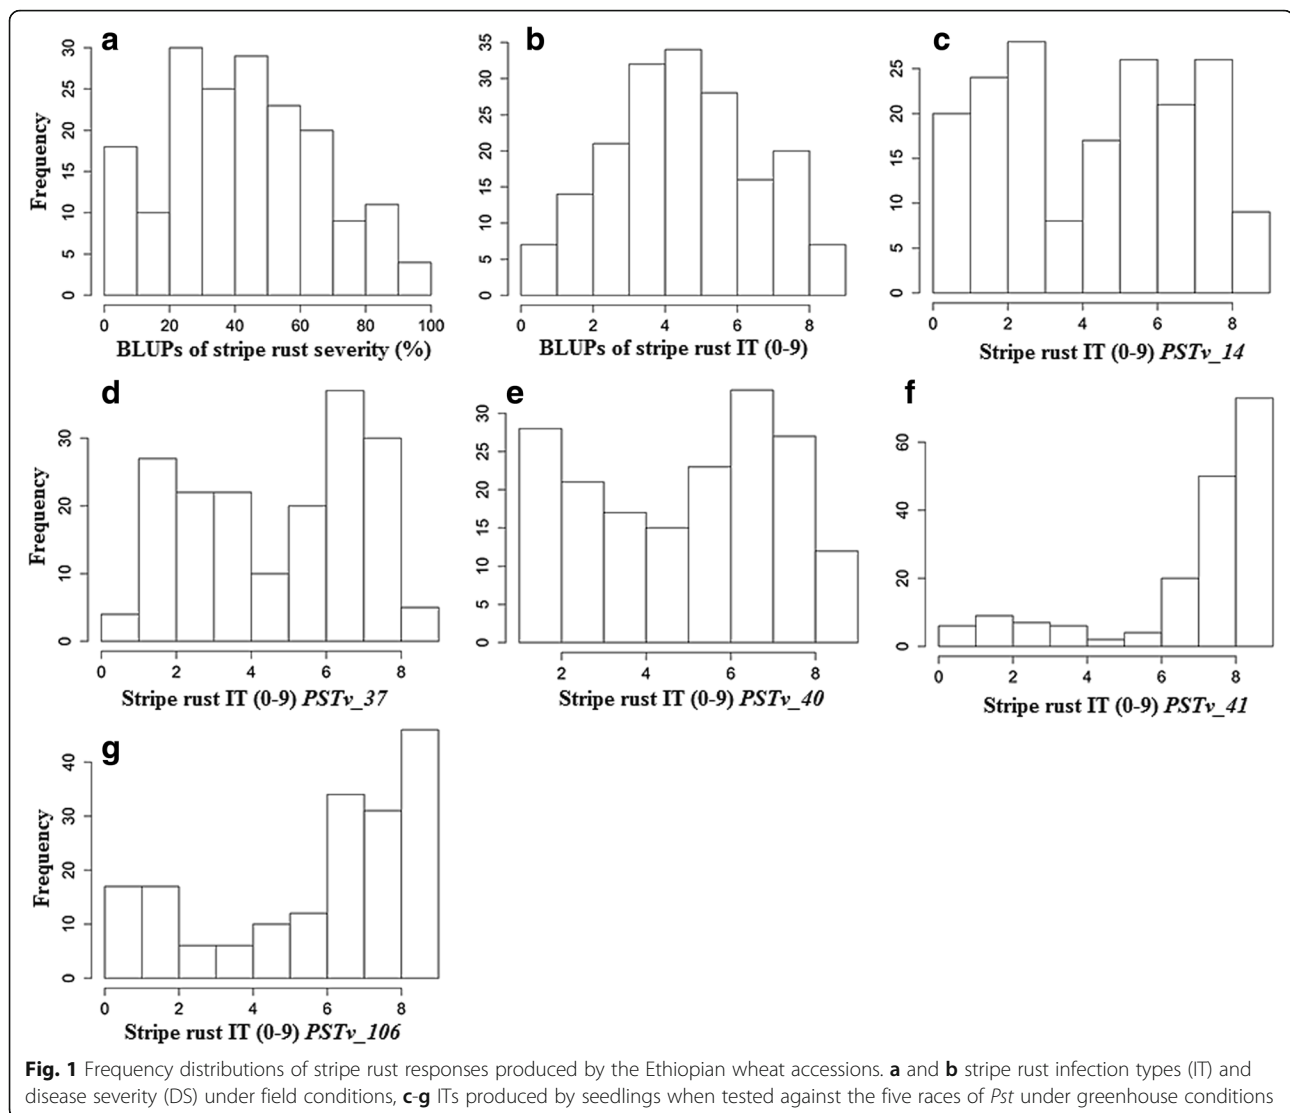 a
30
25
20
15
10
5
0
Frequency
0 20 40 60 80 100
BLUPs of stripe rust severity (%)
b
35
30
25
20
15
10
5
0
0 2 4 6 8
BLUPs of stripe rust IT (0-9)
c
25
20
15
10
5
0
0 2 4 6 8
Stripe rust IT (0-9) PSTv_14
d
30
20
10
0
Frequency
0 2 4 6 8
Stripe rust IT (0-9) PSTv_37
e
30
25
20
15
10
5
0
2 4 6 8
Stripe rust IT (0-9) PSTv_40
f
60
40
20
0
0 2 4 6 8
Stripe rust IT (0-9) PSTv_41
g
40
30
20
10
0
Frequency
0 2 4 6 8
Stripe rust IT (0-9) PSTv_106
Fig. 1 Frequency distributions of stripe rust responses produced by the Ethiopian wheat accessions. a and b stripe rust infection types (IT) and
disease severity (DS) under field conditions, c-g ITs produced by seedlings when tested against the five races of Pst under greenhouse conditions